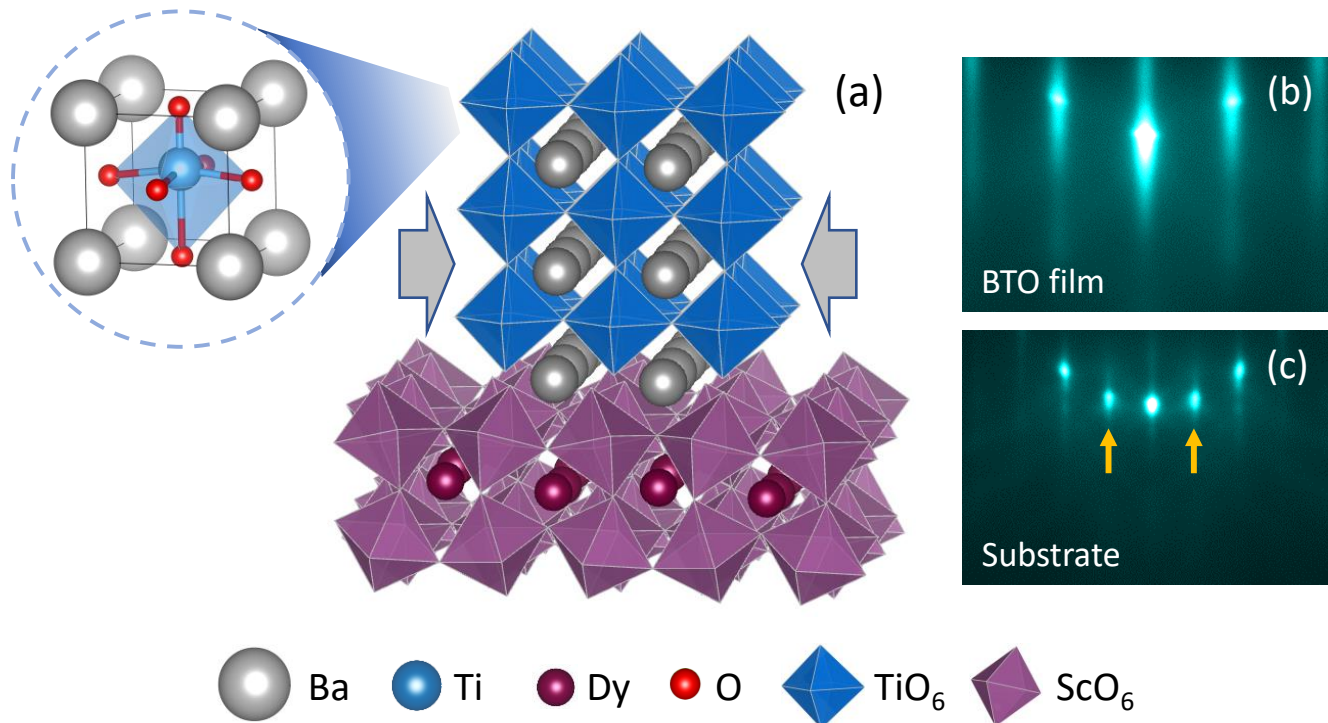 (a)
(b)
BTO film
(c)
Substrate
Ba
Ti
Dy
O
TiO₆
ScO₆